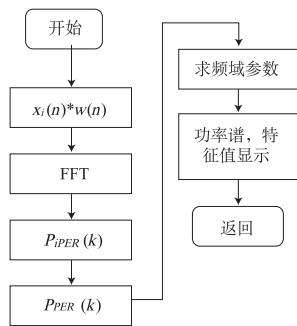 开始
xᵢ(n)*w(n)
FFT
PᵢPER(k)
PPER(k)
求频域参数
功率谱，特
征值显示
返回